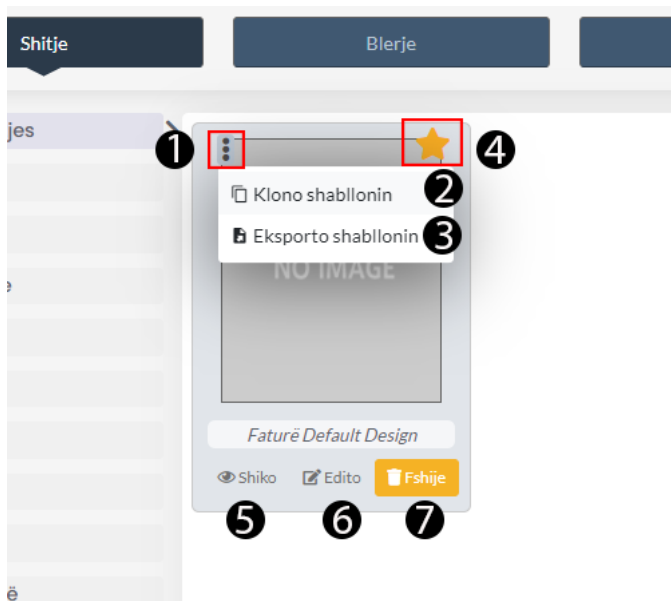 Shitje
Blerje
jes
1
4
Klono shabllonin 2
Eksporto shabllonin 3
NO IMAGE
e
Faturë Default Design
Shiko Edito Fshije
5 6 7
ë